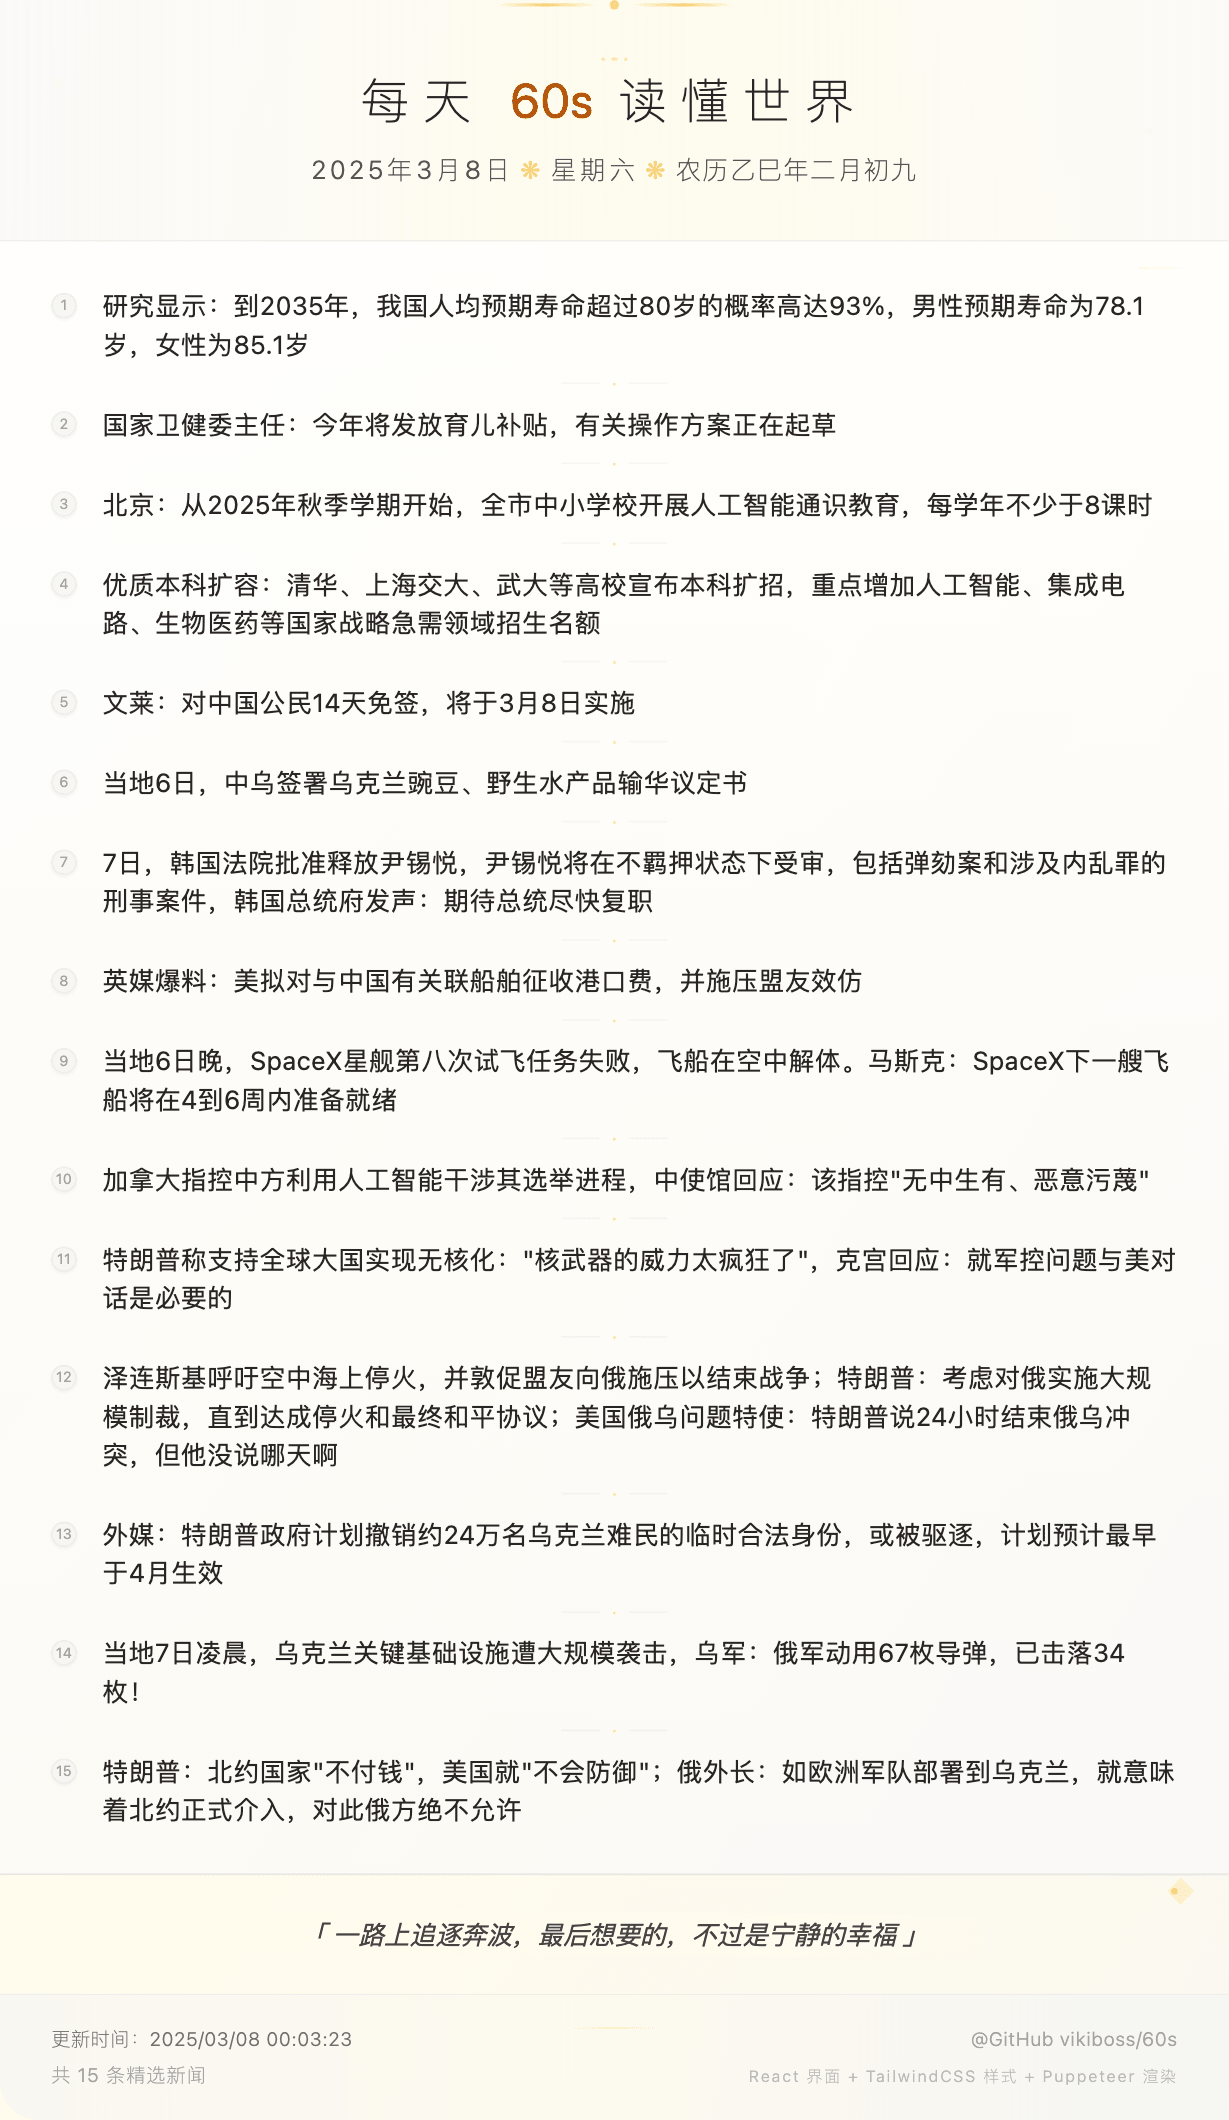 每天 60s 读懂世界
2025年3月8日 ❋ 星期六 ❋ 农历乙巳年二月初九
1 研究显示：到2035年，我国人均预期寿命超过80岁的概率高达93%，男性预期寿命为78.1
岁，女性为85.1岁
2 国家卫健委主任：今年将发放育儿补贴，有关操作方案正在起草
3 北京：从2025年秋季学期开始，全市中小学校开展人工智能通识教育，每学年不少于8课时
4 优质本科扩容：清华、上海交大、武大等高校宣布本科扩招，重点增加人工智能、集成电
路、生物医药等国家战略急需领域招生名额
5 文莱：对中国公民14天免签，将于3月8日实施
6 当地6日，中乌签署乌克兰豌豆、野生水产品输华议定书
7 7日，韩国法院批准释放尹锡悦，尹锡悦将在不羁押状态下受审，包括弹劾案和涉及内乱罪的
刑事案件，韩国总统府发声：期待总统尽快复职
8 英媒爆料：美拟对与中国有关联船舶征收港口费，并施压盟友效仿
9 当地6日晚，SpaceX星舰第八次试飞任务失败，飞船在空中解体。马斯克：SpaceX下一艘飞
船将在4到6周内准备就绪
10 加拿大指控中方利用人工智能干涉其选举进程，中使馆回应：该指控"无中生有、恶意污蔑"
11 特朗普称支持全球大国实现无核化："核武器的威力太疯狂了"，克宫回应：就军控问题与美对
话是必要的
12 泽连斯基呼吁空中海上停火，并敦促盟友向俄施压以结束战争；特朗普：考虑对俄实施大规
模制裁，直到达成停火和最终和平协议；美国俄乌问题特使：特朗普说24小时结束俄乌冲
突，但他没说哪天啊
13 外媒：特朗普政府计划撤销约24万名乌克兰难民的临时合法身份，或被驱逐，计划预计最早
于4月生效
14 当地7日凌晨，乌克兰关键基础设施遭大规模袭击，乌军：俄军动用67枚导弹，已击落34
枚！
15 特朗普：北约国家"不付钱"，美国就"不会防御"；俄外长：如欧洲军队部署到乌克兰，就意味
着北约正式介入，对此俄方绝不允许
「 一路上追逐奔波，最后想要的，不过是宁静的幸福 」
更新时间：2025/03/08 00:03:23
@GitHub vikiboss/60s
共 15 条精选新闻
React 界面 + TailwindCSS 样式 + Puppeteer 渲染